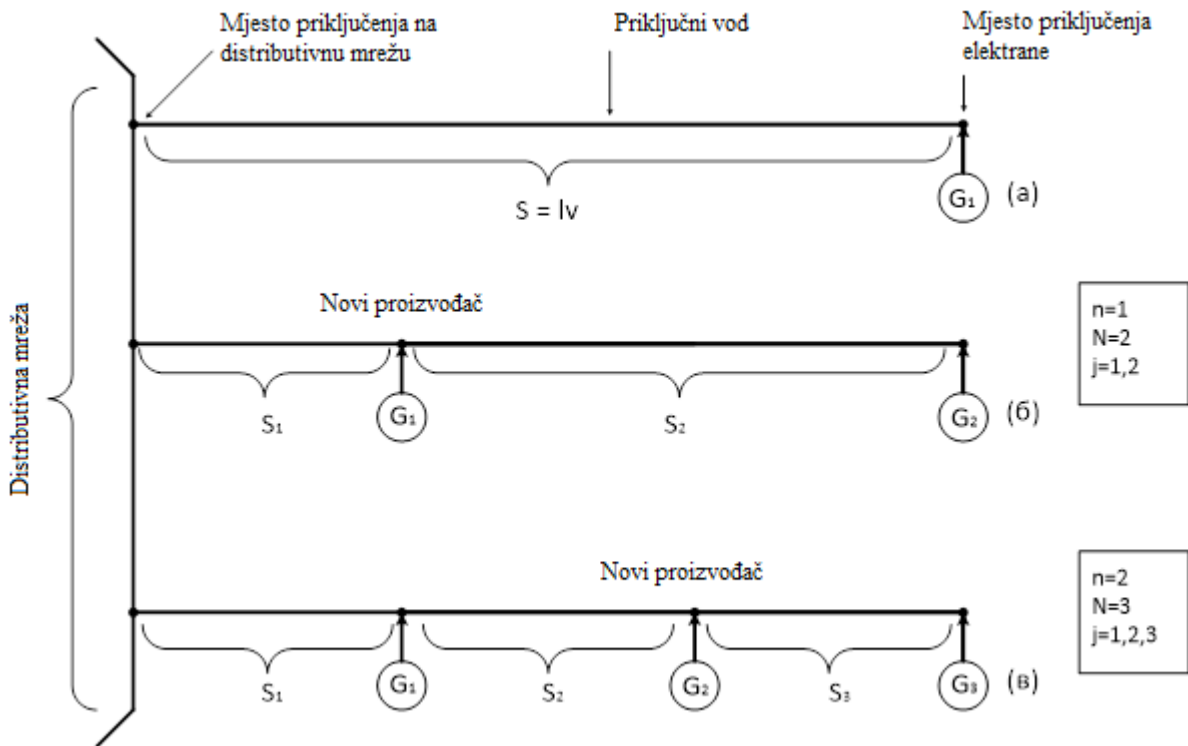 Mjesto priključenja na
distributivnu mrežu
Priključni vod
Mjesto priključenja
elektrane
S = lv
G₁
(а)
Distributivna mreža
Novi proizvođač
S₁
G₁
S₂
G₂
(б)
n=1
N=2
j=1,2
Novi proizvođač
S₁
G₁
S₂
G₂
S₃
G₃
(в)
n=2
N=3
j=1,2,3